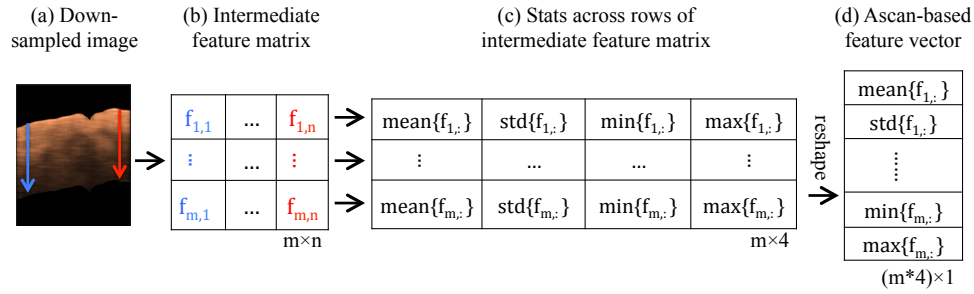 (a) Down-
sampled image
(b) Intermediate
feature matrix
(c) Stats across rows of
intermediate feature matrix
(d) Ascan-based
feature vector
f1,1 ... f1,n
⋮ ... ⋮
fm,1 ... fm,n
m×n
mean{f1,:} std{f1,:} min{f1,:} max{f1,:}
⋮ ... ... ⋮
mean{fm,:} std{fm,:} min{fm,:} max{fm,:}
m×4
reshape
mean{f1,:}
std{f1,:}
⋮
min{fm,:}
max{fm,:}
(m*4)×1